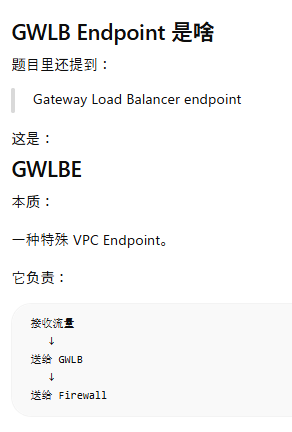 GWLB Endpoint 是啥
题目里还提到：
Gateway Load Balancer endpoint
这是：
GWLBE
本质：
一种特殊 VPC Endpoint。
它负责：
接收流量
↓
送给 GWLB
↓
送给 Firewall